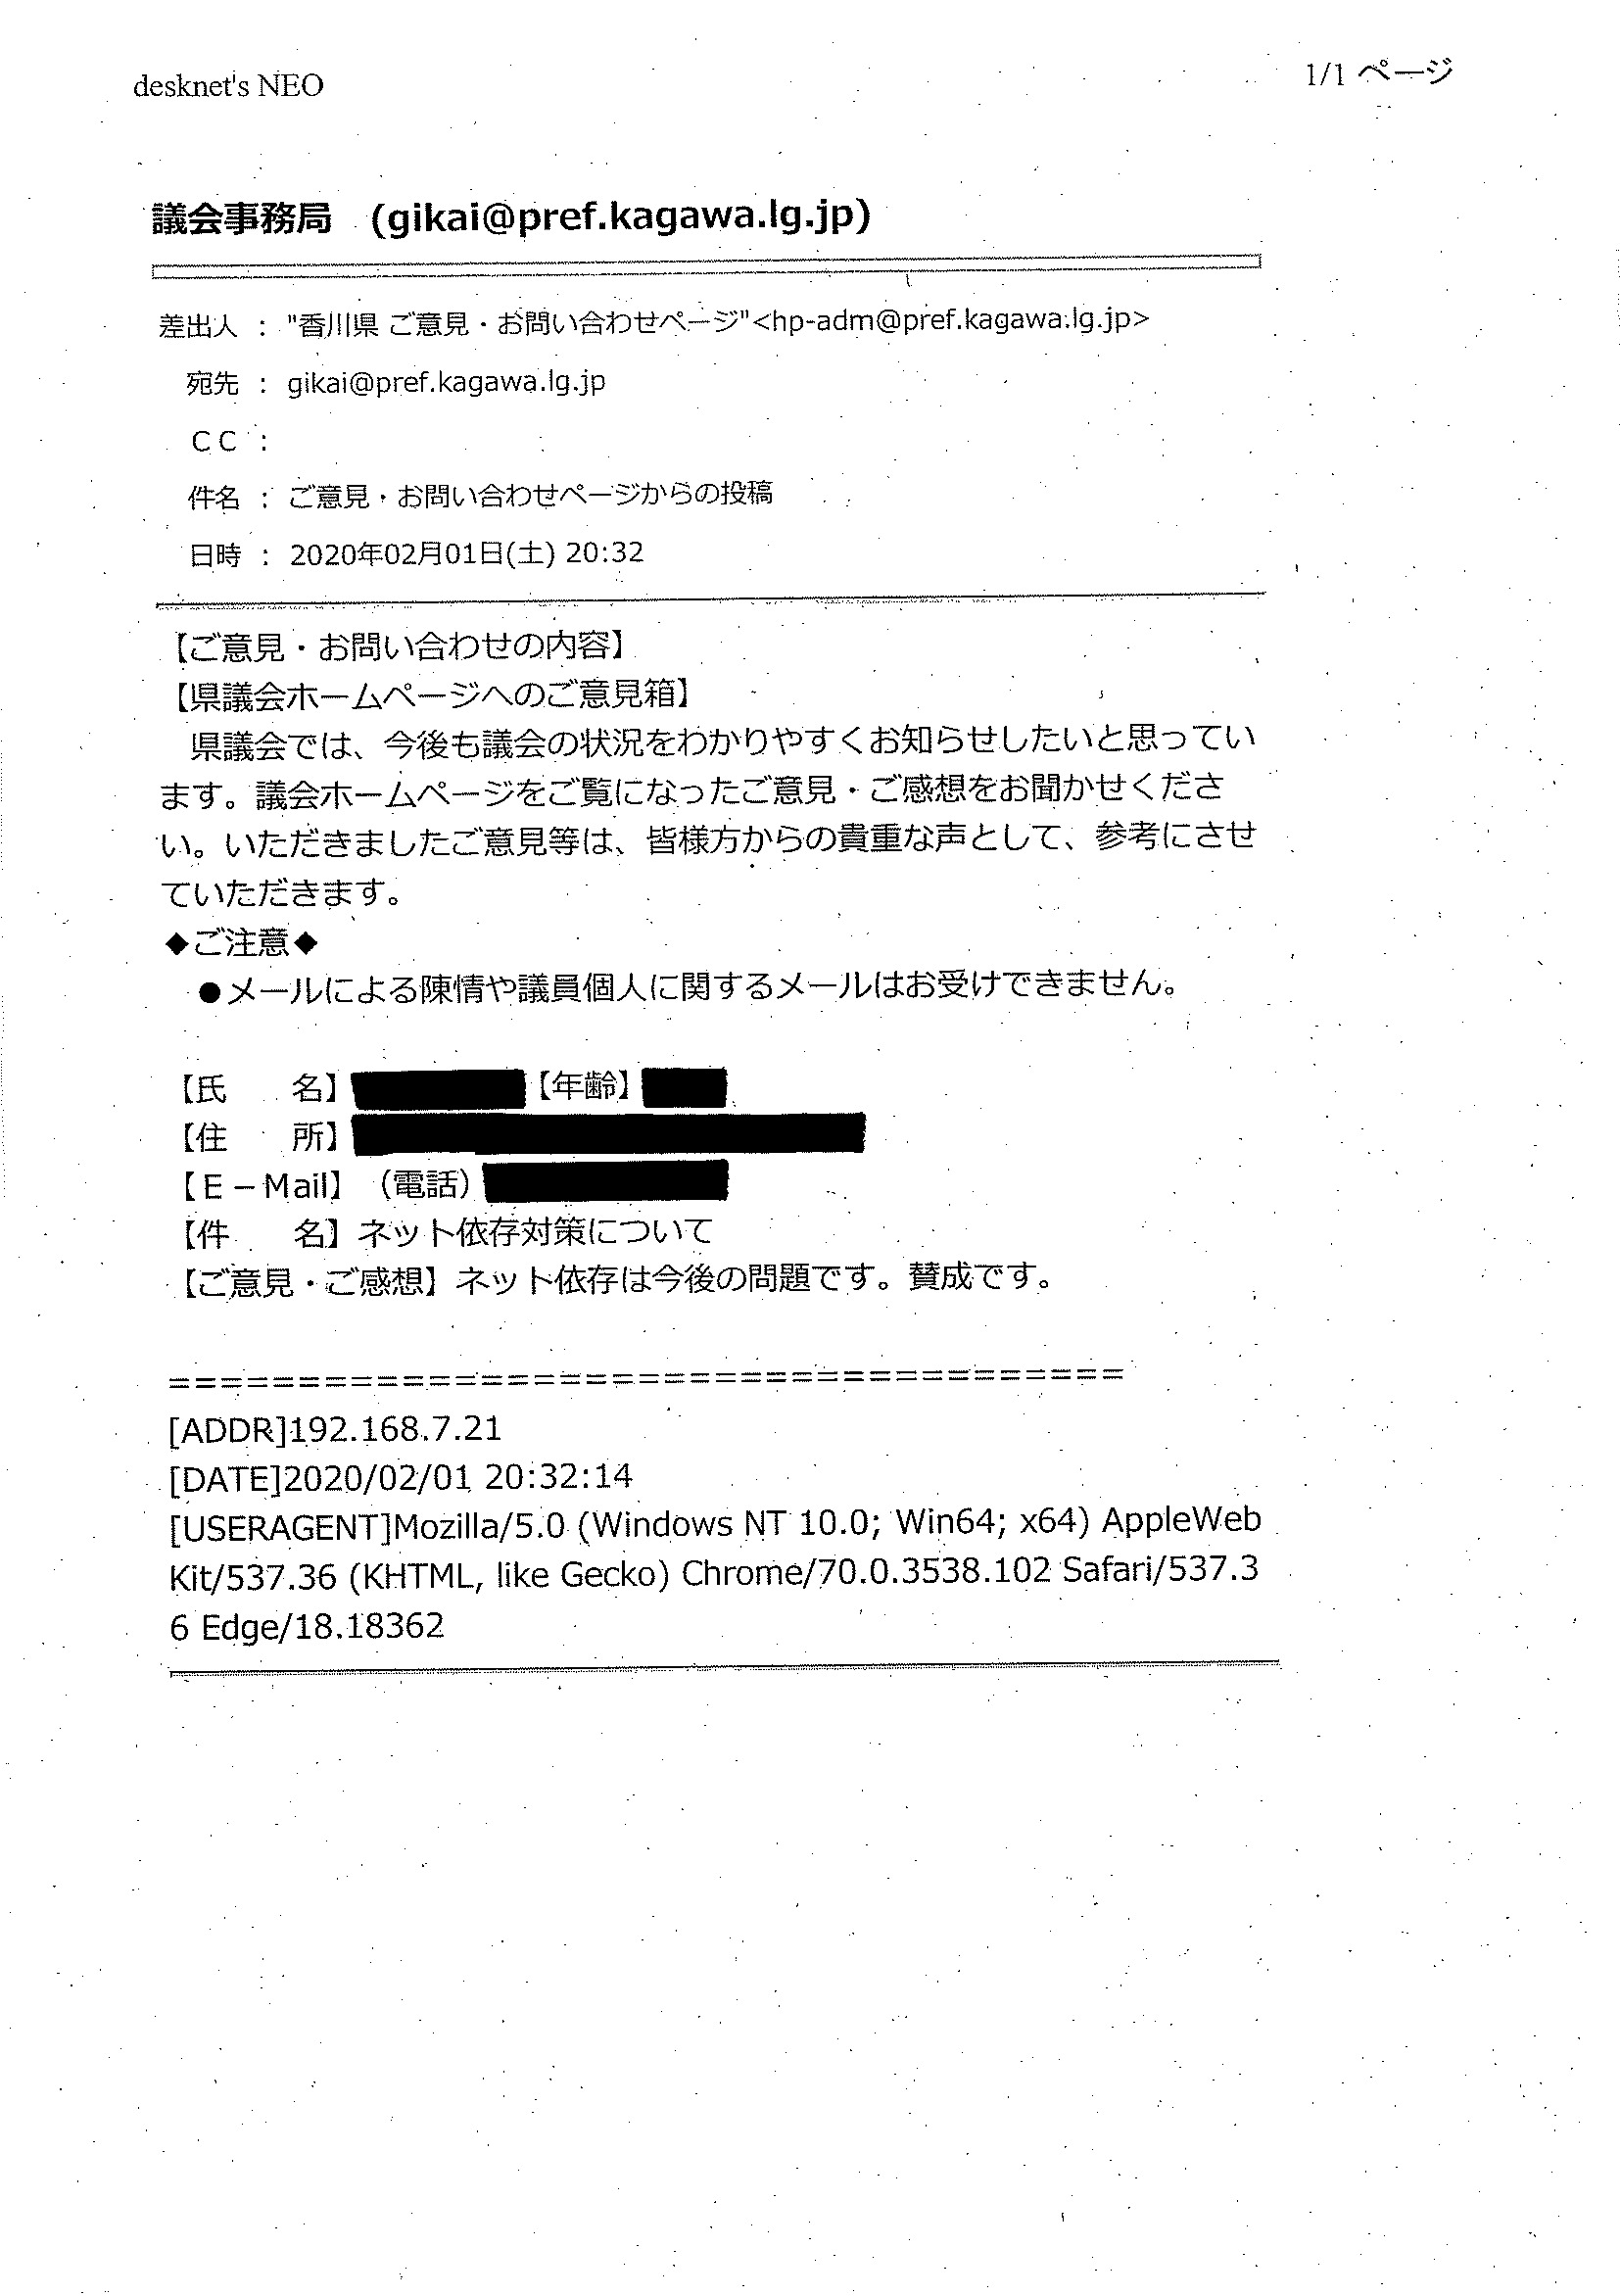 desknet's NEO
1/1 ページ
議会事務局 (gikai@pref.kagawa.lg.jp)
差出人 : "香川県 ご意見・お問い合わせページ"<hp-adm@pref.kagawa.lg.jp>
宛先 : gikai@pref.kagawa.lg.jp
CC :
件名 : ご意見・お問い合わせページからの投稿
日時 : 2020年02月01日(土) 20:32
【ご意見・お問い合わせの内容】
【県議会ホームページへのご意見箱】
県議会では、今後も議会の状況をわかりやすくお知らせしたいと思ってい
ます。議会ホームページをご覧になったご意見・ご感想をお聞かせくださ
い。いただきましたご意見等は、皆様方からの貴重な声として、参考にさせ
ていただきます。
◆ご注意◆
●メールによる陳情や議員個人に関するメールはお受けできません。
【氏 名】 【年齢】
【住 所】
【E-Mail】(電話)
【件 名】ネット依存対策について
【ご意見・ご感想】ネット依存は今後の問題です。賛成です。
=====================================
[ADDR]192.168.7.21
[DATE]2020/02/01 20:32:14
[USERAGENT]Mozilla/5.0 (Windows NT 10.0; Win64; x64) AppleWeb
Kit/537.36 (KHTML, like Gecko) Chrome/70.0.3538.102 Safari/537.3
6 Edge/18.18362